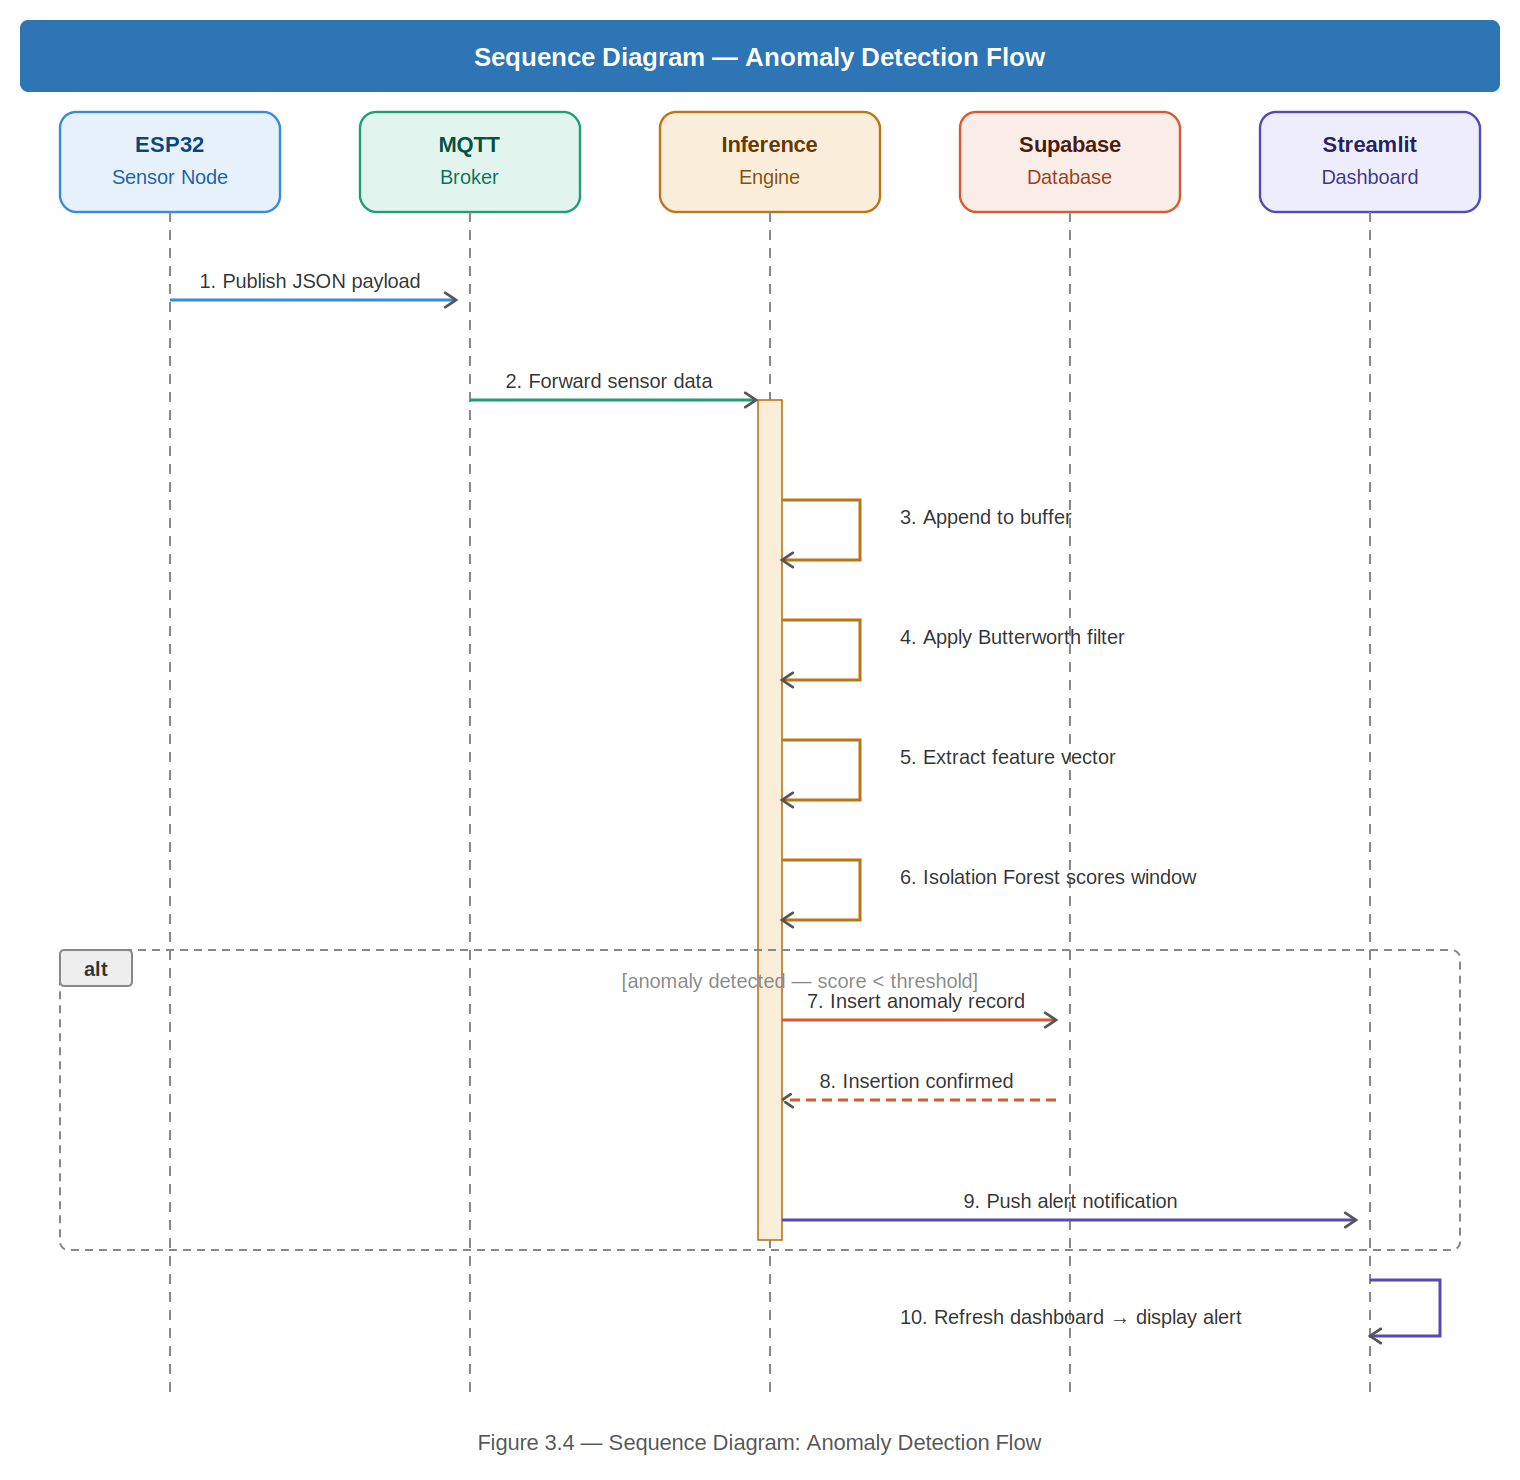 Sequence Diagram — Anomaly Detection Flow
ESP32
Sensor Node
MQTT
Broker
Inference
Engine
Supabase
Database
Streamlit
Dashboard
1. Publish JSON payload
2. Forward sensor data
3. Append to buffer
4. Apply Butterworth filter
5. Extract feature vector
6. Isolation Forest scores window
alt
[anomaly detected — score < threshold]
7. Insert anomaly record
8. Insertion confirmed
9. Push alert notification
10. Refresh dashboard → display alert
Figure 3.4 — Sequence Diagram: Anomaly Detection Flow